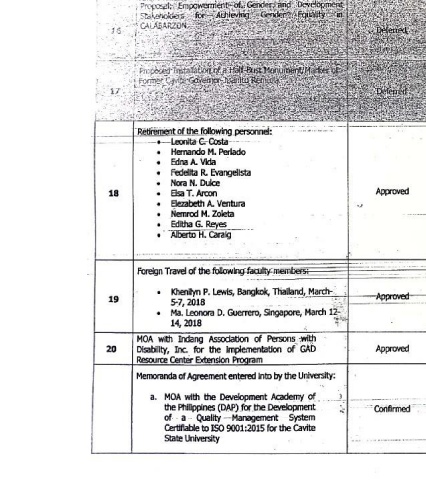 16
Proposal: Empowerment of Gender and Development
Stakeholders for Achieving Gender Equality in
CALABARZON
Deferred
17
Proposed Installation of a Half-Bust Monument/Marker of
Former Cavite Governor Juanito Remulla
Deferred
Retirement of the following personnel:
• Leonita C. Costa
• Hernando M. Perlado
• Edna A. Vida
• Fedelita R. Evangelista
• Nora N. Dulce
18
• Elsa T. Arcon
Approved
• Elezabeth A. Ventura
• Nemrod M. Zoleta
• Editha G. Reyes
• Alberto H. Caraig
Foreign Travel of the following faculty members:
• Khenilyn P. Lewis, Bangkok, Thailand, March
19
5-7, 2018
Approved
• Ma. Leonora D. Guerrero, Singapore, March 12-
14, 2018
20
MOA with Indang Association of Persons with
Disability, Inc. for the Implementation of GAD
Resource Center Extension Program
Approved
Memoranda of Agreement entered into by the University:
a. MOA with the Development Academy of
the Philippines (DAP) for the Development
of a Quality Management System
Certifiable to ISO 9001:2015 for the Cavite
State University
Confirmed